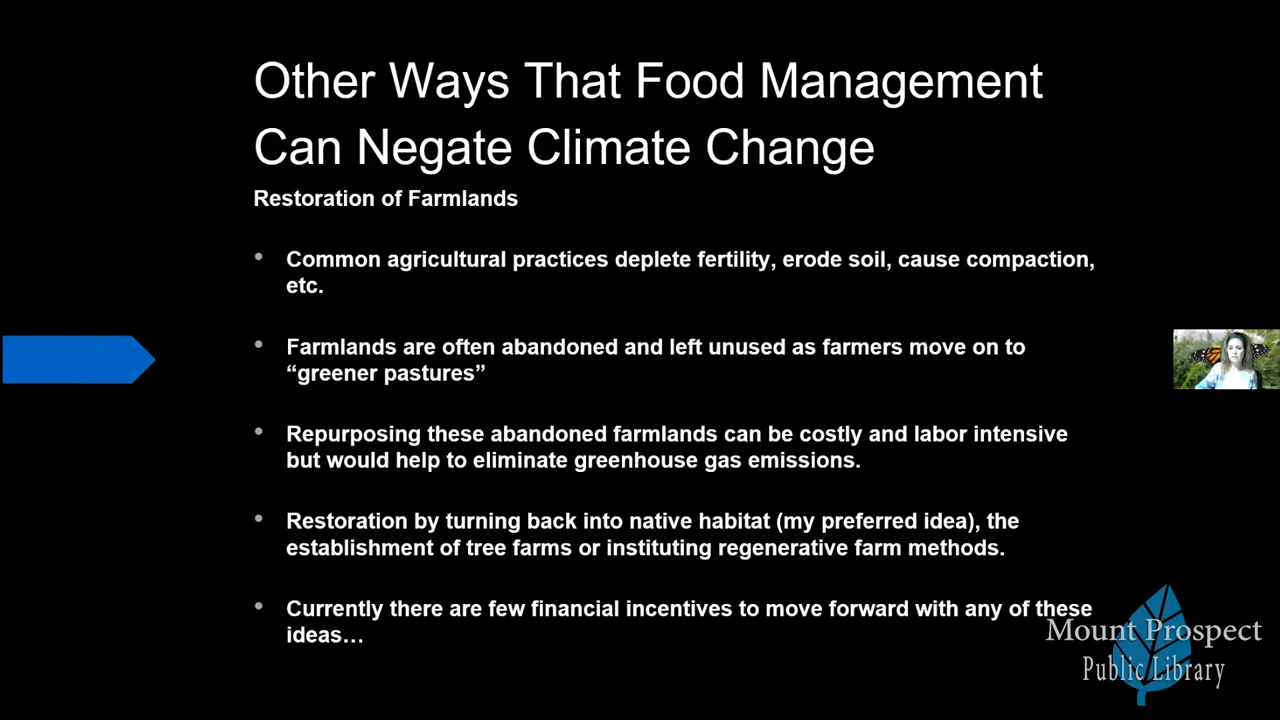 Other Ways That Food Management
Can Negate Climate Change
Restoration of Farmlands
• Common agricultural practices deplete fertility, erode soil, cause compaction,
etc.
• Farmlands are often abandoned and left unused as farmers move on to
“greener pastures”
• Repurposing these abandoned farmlands can be costly and labor intensive
but would help to eliminate greenhouse gas emissions.
• Restoration by turning back into native habitat (my preferred idea), the
establishment of tree farms or instituting regenerative farm methods.
• Currently there are few financial incentives to move forward with any of these
ideas…
Mount Prospect
Public Library